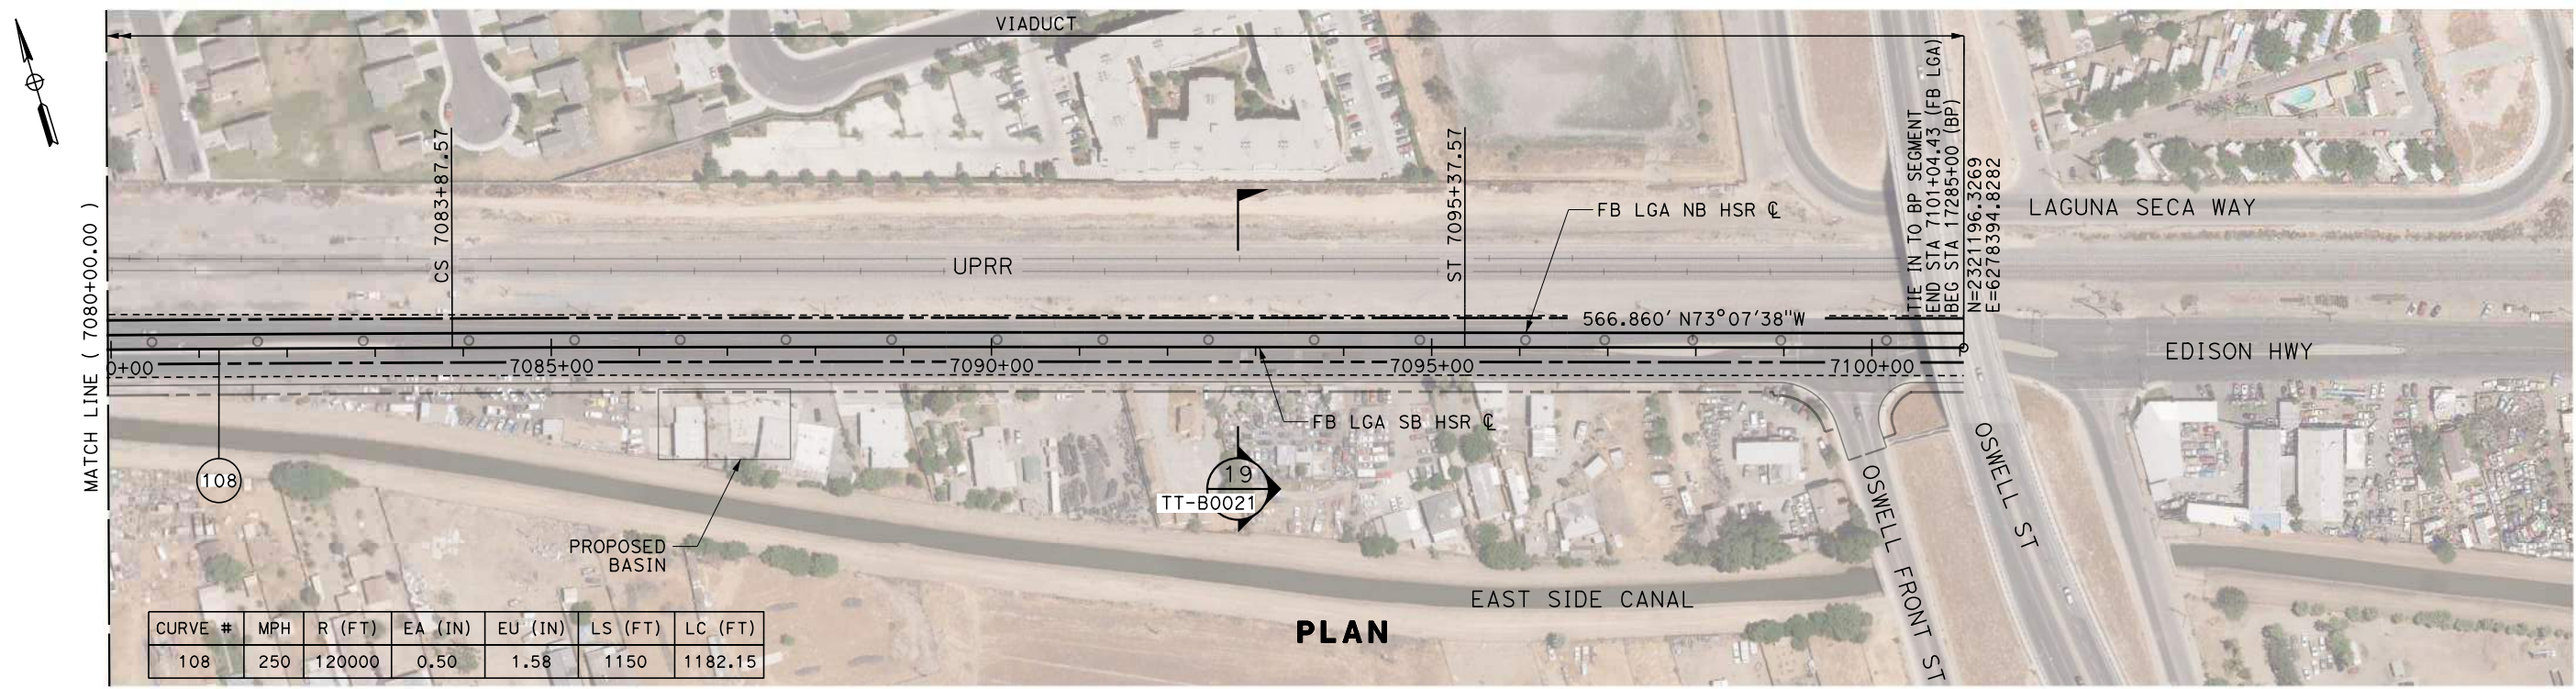 VIADUCT
MATCH LINE ( 7080+00.00 )
CS 7083+87.57
ST 7095+37.57
TIE IN TO BP SEGMENT
END STA 7101+04.43 (FB LGA)
BEG STA 17285+00 (BP)
N=2321196.3269
E=6278394.8282
FB LGA NB HSR ℄
LAGUNA SECA WAY
UPRR
566.860' N73°07'38"W
EDISON HWY
0+00
7085+00
7090+00
7095+00
7100+00
FB LGA SB HSR ℄
108
19
TT-B0021
OSWELL ST
OSWELL FRONT ST
PROPOSED
BASIN
EAST SIDE CANAL
PLAN
CURVE # MPH R (FT) EA (IN) EU (IN) LS (FT) LC (FT)
108 250 120000 0.50 1.58 1150 1182.15